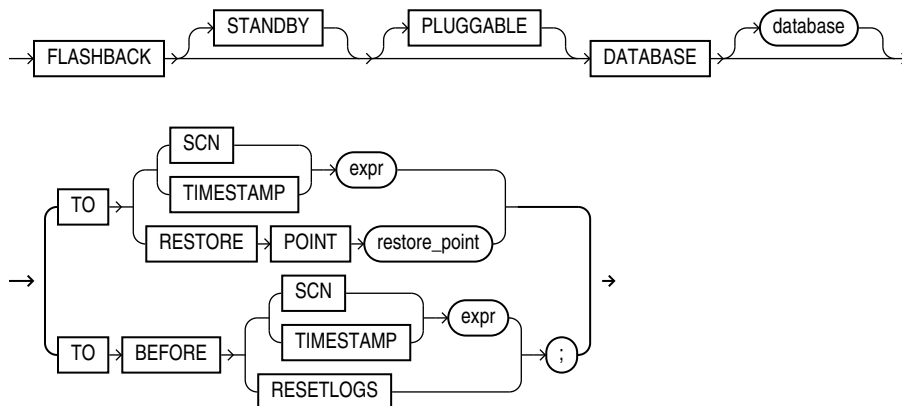 STANDBY PLUGGABLE database
FLASHBACK DATABASE
SCN
expr
TIMESTAMP
TO
RESTORE POINT restore_point
SCN
expr
TIMESTAMP
TO BEFORE ;
RESETLOGS